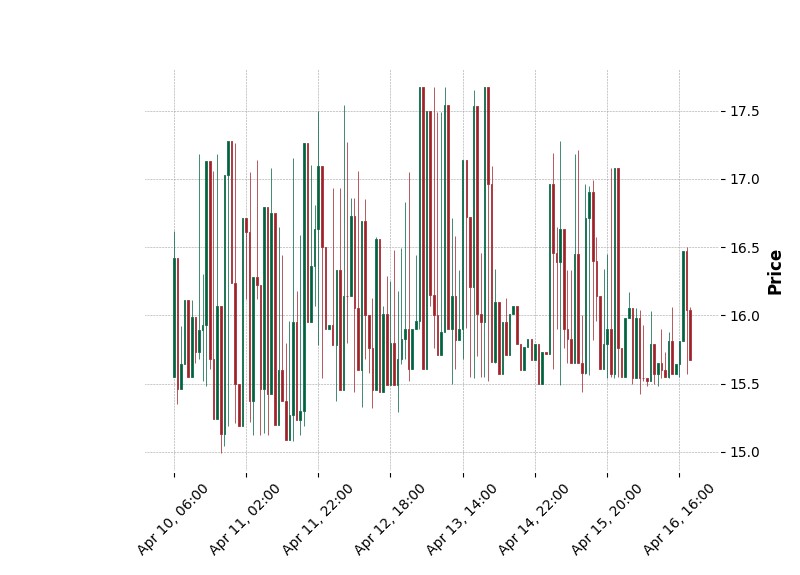 17.5
17.0
16.5
16.0
15.5
15.0
Price
Apr 10, 06:00
Apr 11, 02:00
Apr 11, 22:00
Apr 12, 18:00
Apr 13, 14:00
Apr 14, 22:00
Apr 15, 20:00
Apr 16, 16:00